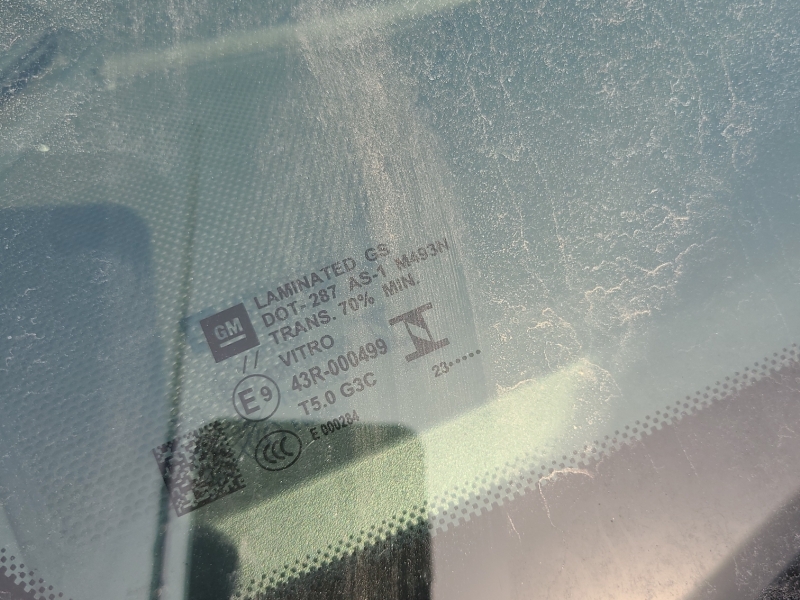 GM
LAMINATED GS
DOT-287 AS-1 M493N
TRANS. 70% MIN.
// VITRO
E9 43R-000499
T5.0 G3C
23•••••
CCC E 000284